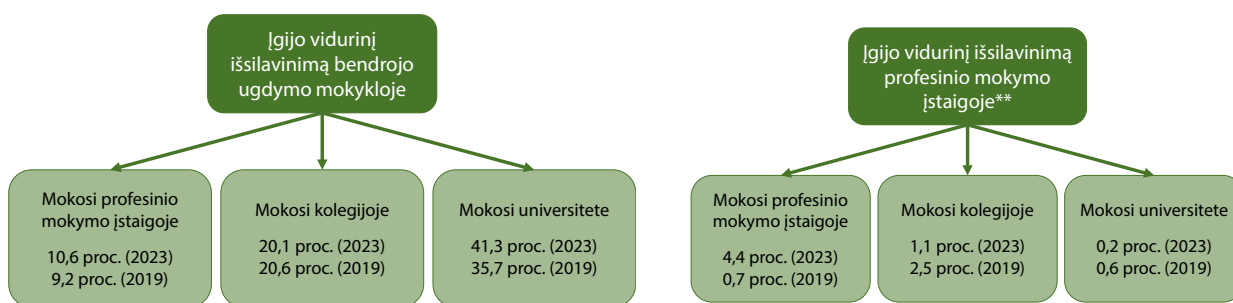 Įgijo vidurinį
išsilavinimą bendrojo
ugdymo mokykloje
Mokosi profesinio
mokymo įstaigoje
10,6 proc. (2023)
9,2 proc. (2019)
Mokosi kolegijoje
20,1 proc. (2023)
20,6 proc. (2019)
Mokosi universitete
41,3 proc. (2023)
35,7 proc. (2019)
Įgijo vidurinį išsilavinimą
profesinio mokymo
įstaigoje**
Mokosi profesinio
mokymo įstaigoje
4,4 proc. (2023)
0,7 proc. (2019)
Mokosi kolegijoje
1,1 proc. (2023)
2,5 proc. (2019)
Mokosi universitete
0,2 proc. (2023)
0,6 proc. (2019)